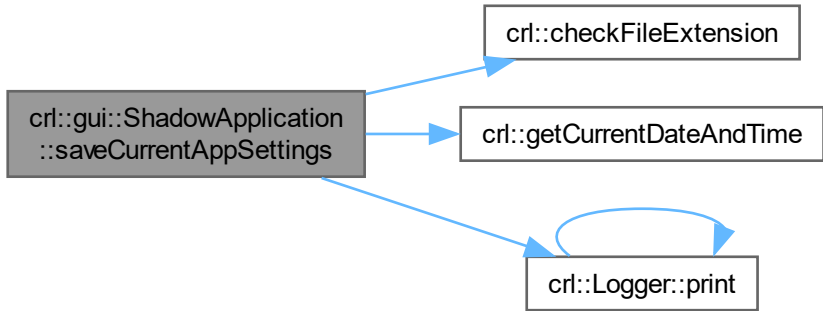 crl::checkFileExtension
crl::gui::ShadowApplication
::saveCurrentAppSettings
crl::getCurrentDateAndTime
crl::Logger::print